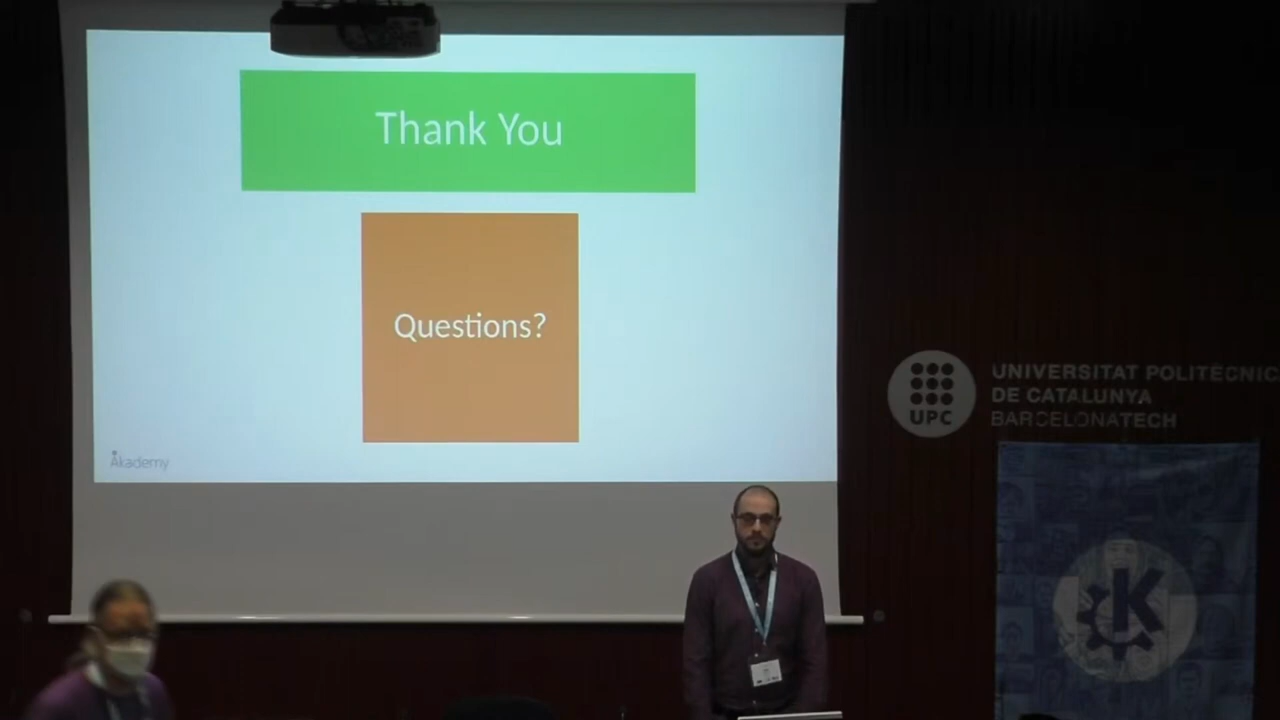 Thank You
Questions?
Akademy
UNIVERSITAT POLITÈCNIC
DE CATALUNYA
BARCELONATECH
UPC
K